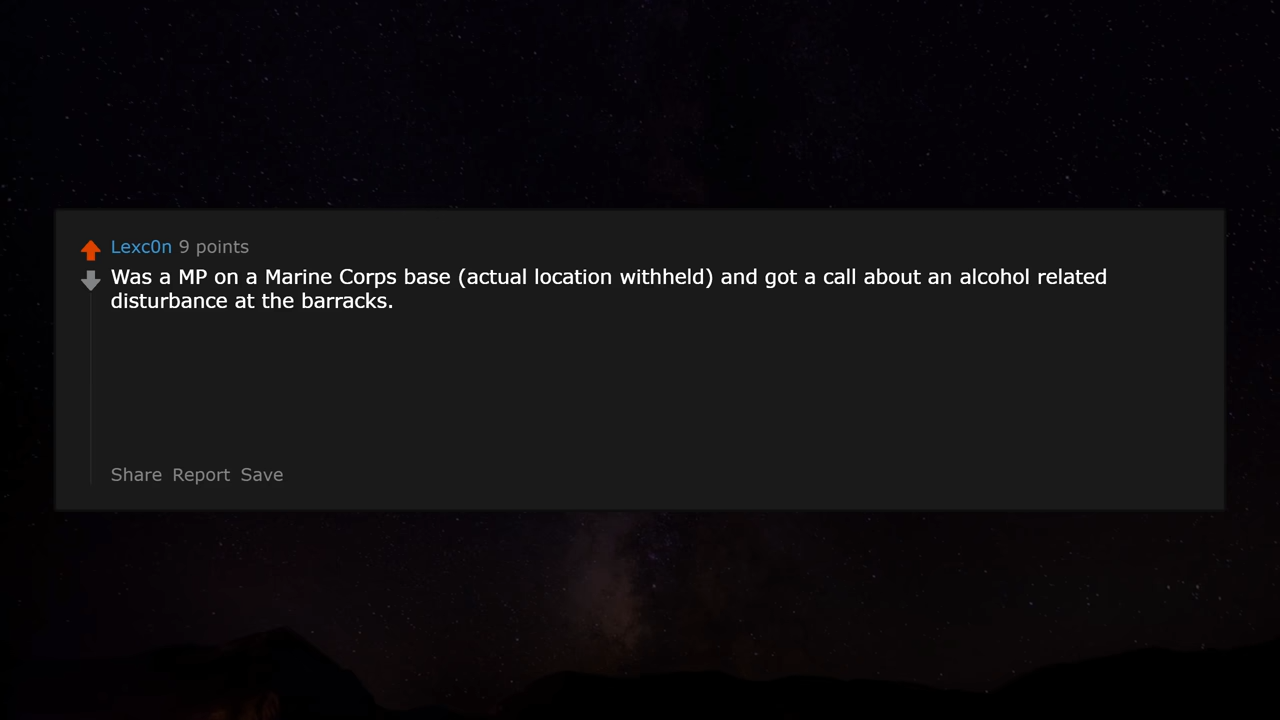 Lexc0n 9 points
Was a MP on a Marine Corps base (actual location withheld) and got a call about an alcohol related
disturbance at the barracks.
Share Report Save